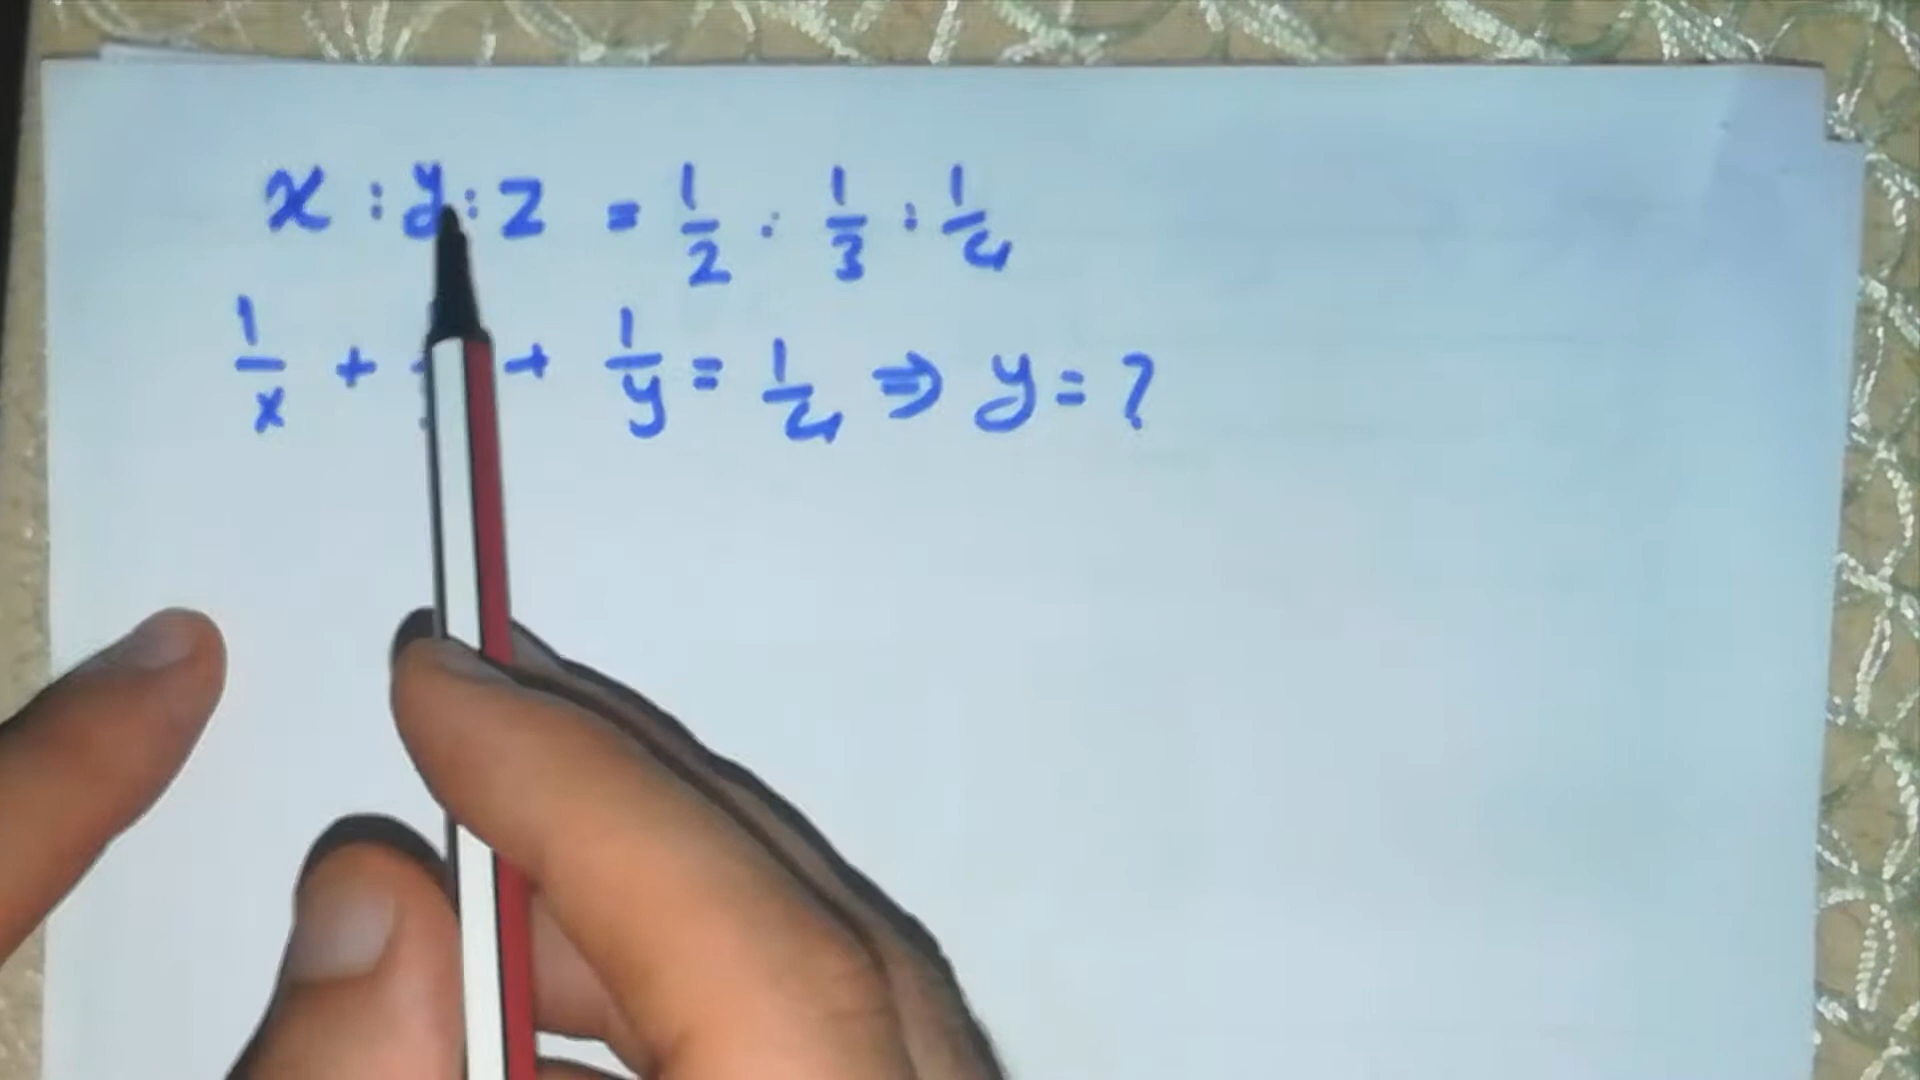 x : y : z = 1/2 : 1/3 : 1/4
1/x + + 1/y = 1/4 ⇒ y = ?